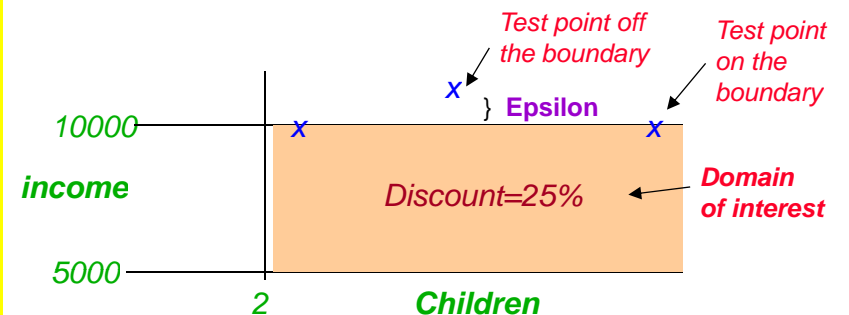 Test point off
the boundary
Test point
on the
boundary
x
} Epsilon
10000
x
x
income
Discount=25%
Domain
of interest
5000
2
Children